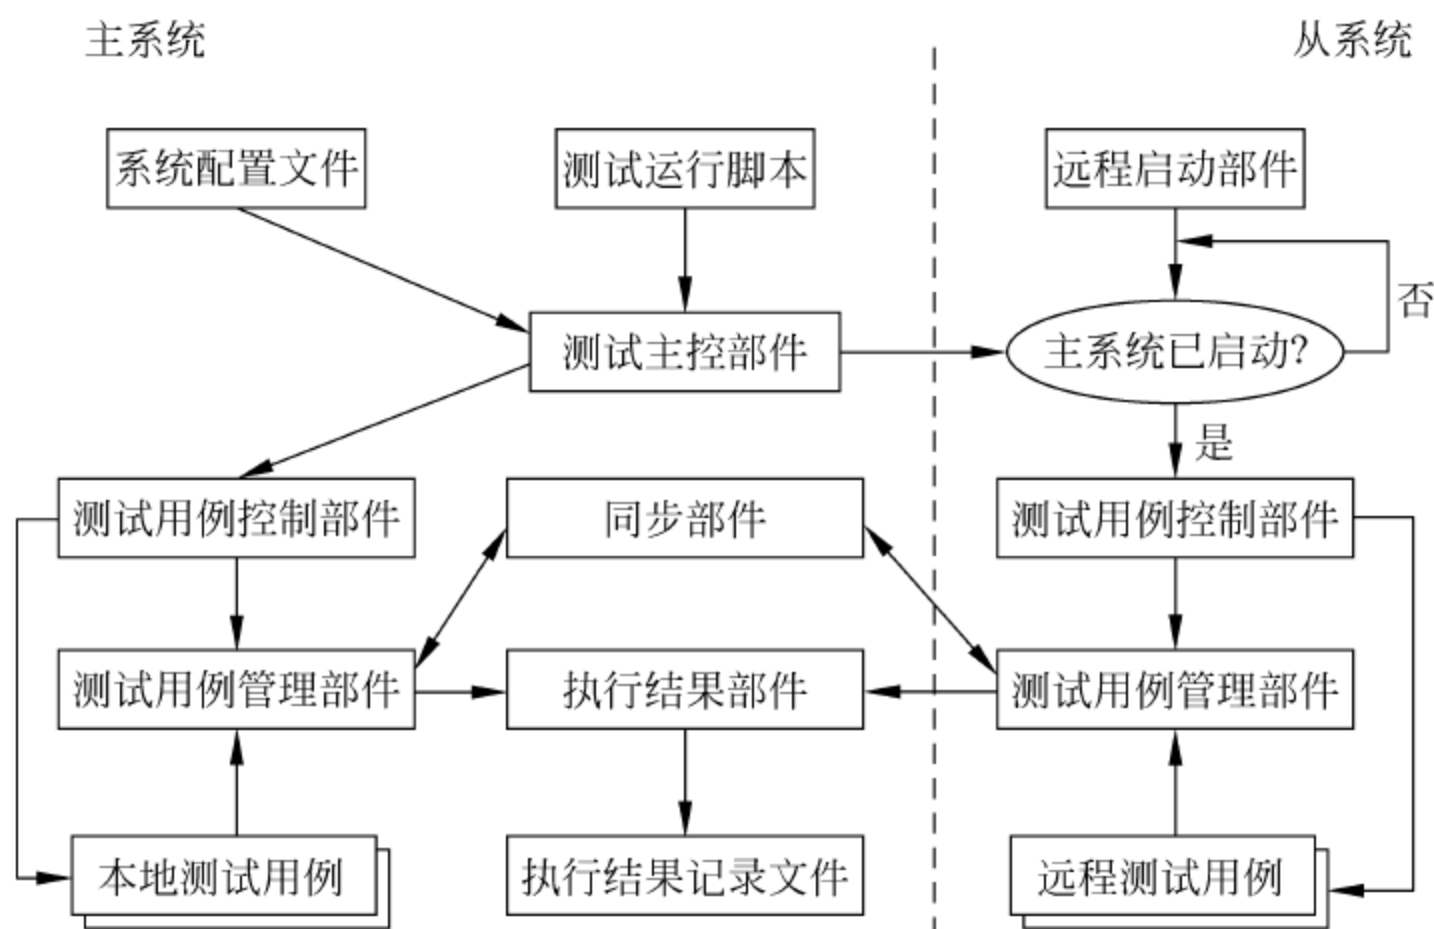 主系统
从系统
系统配置文件
测试运行脚本
远程启动部件
否
测试主控部件
主系统已启动?
是
测试用例控制部件
同步部件
测试用例控制部件
测试用例管理部件
执行结果部件
测试用例管理部件
本地测试用例
执行结果记录文件
远程测试用例